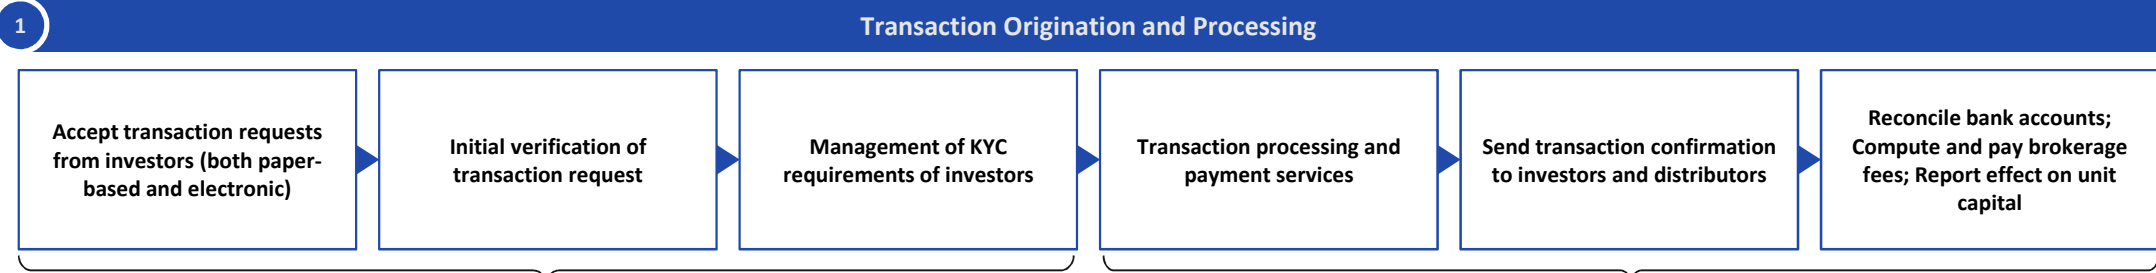 1
Transaction Origination and Processing
Accept transaction requests
from investors (both paper-
based and electronic)
Initial verification of
transaction request
Management of KYC
requirements of investors
Transaction processing and
payment services
Send transaction confirmation
to investors and distributors
Reconcile bank accounts;
Compute and pay brokerage
fees; Report effect on unit
capital